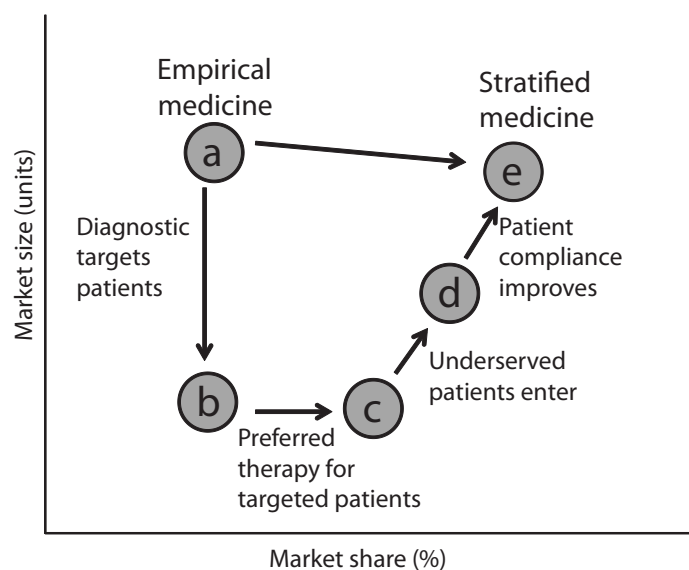 Empirical
medicine
Stratified
medicine
a
e
Market size (units)
Diagnostic
targets
patients
Patient
compliance
improves
d
Underserved
patients enter
b
c
Preferred
therapy for
targeted patients
Market share (%)